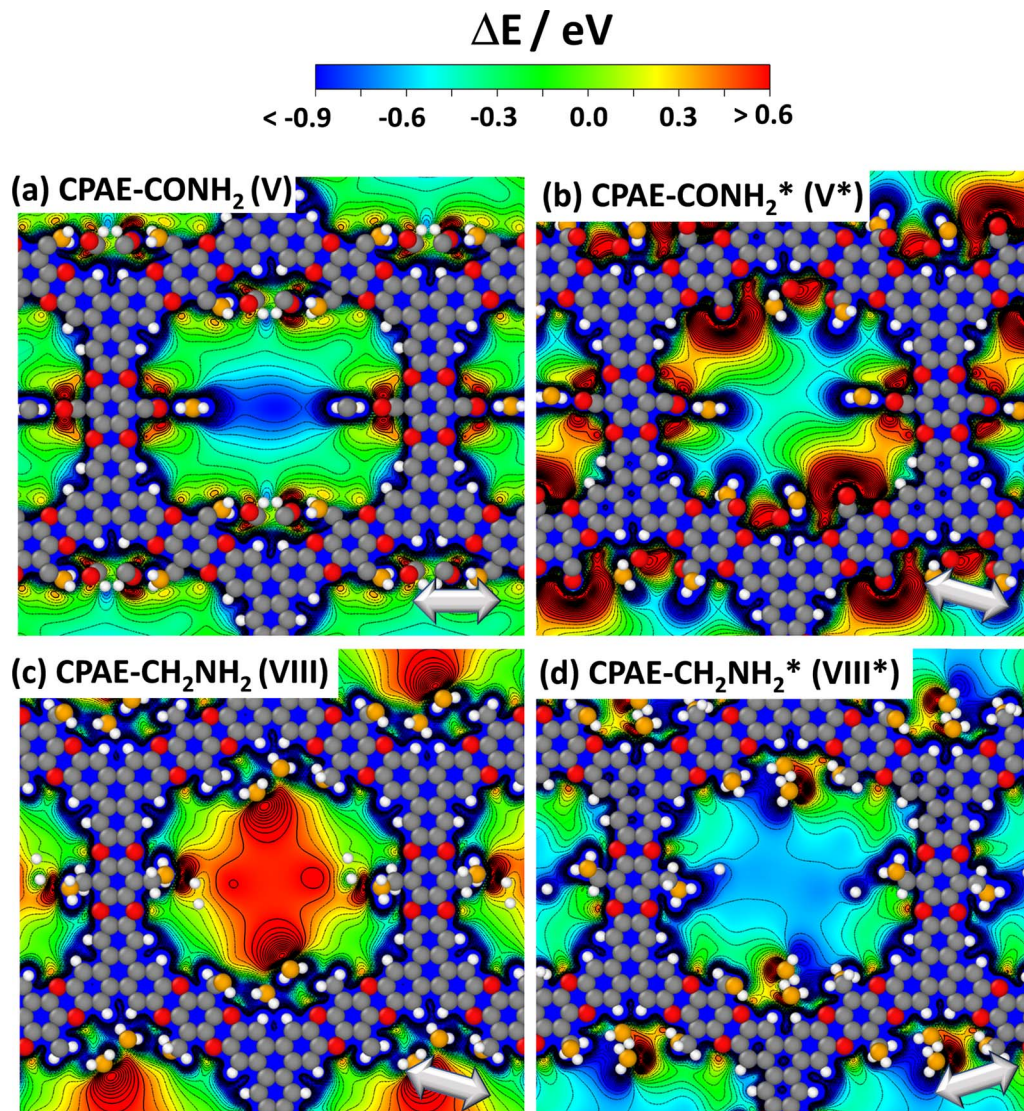 ΔE / eV
< -0.9 -0.6 -0.3 0.0 0.3 > 0.6
(a) CPAE-CONH₂ (V)
(b) CPAE-CONH₂* (V*)
(c) CPAE-CH₂NH₂ (VIII)
(d) CPAE-CH₂NH₂* (VIII*)